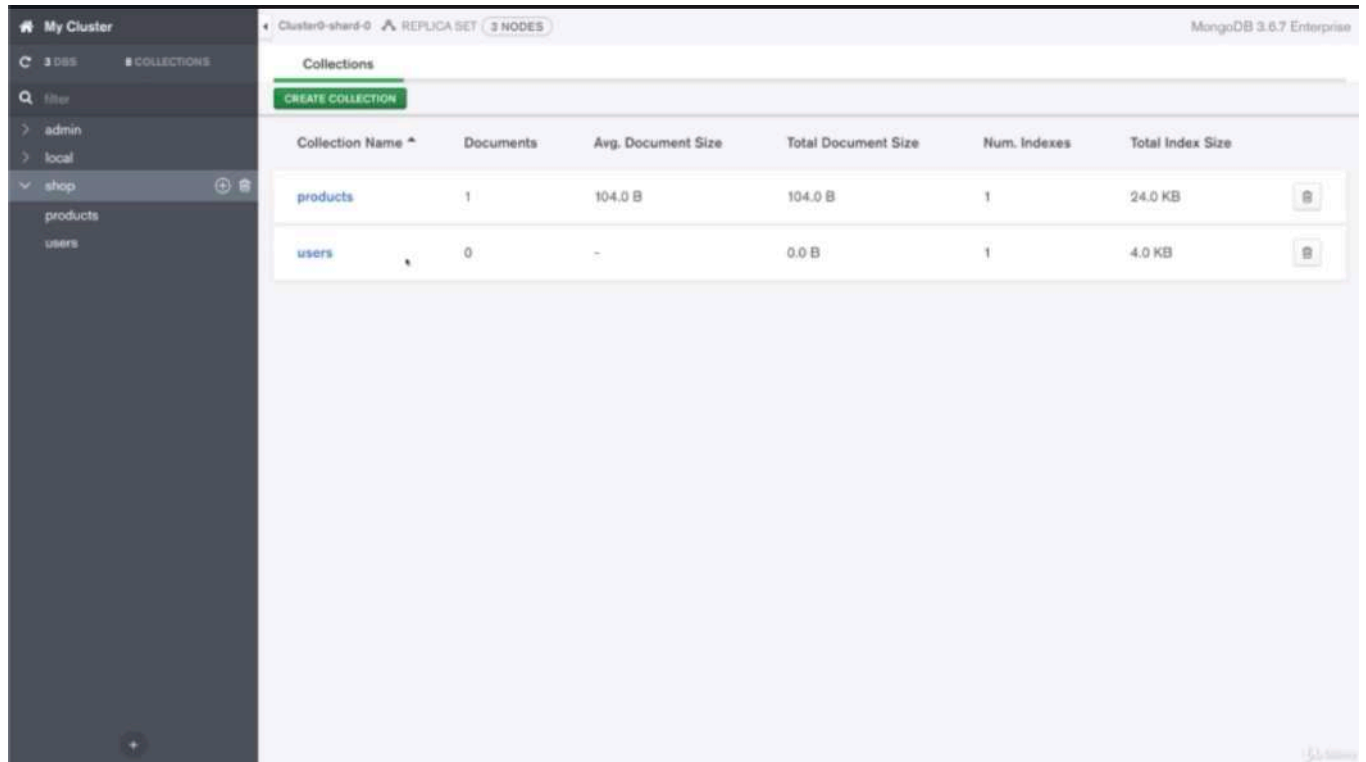 My Cluster
Cluster0-shard-0 REPLICA SET 3 NODES
MongoDB 3.6.7 Enterprise
3 DBS 8 COLLECTIONS
filter
admin
local
shop
products
users
Collections
CREATE COLLECTION
Collection Name Documents Avg. Document Size Total Document Size Num. Indexes Total Index Size
products 1 104.0 B 104.0 B 1 24.0 KB
users 0 - 0.0 B 1 4.0 KB